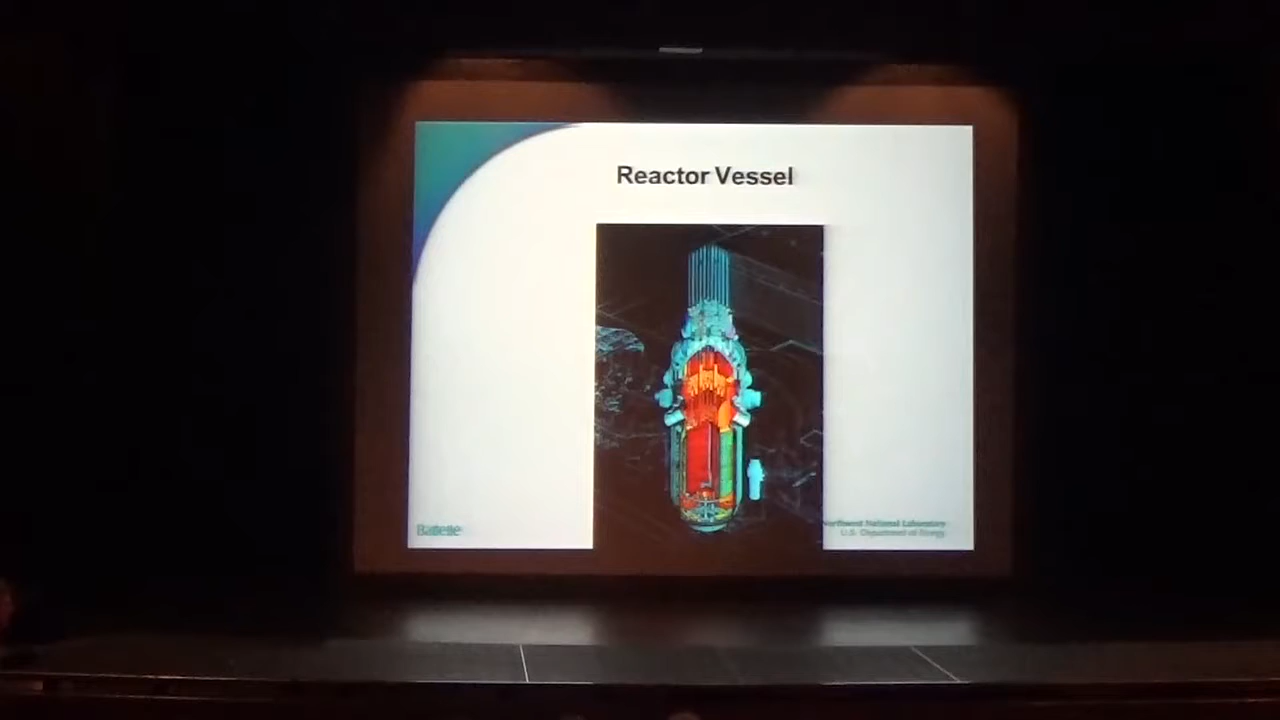 Reactor Vessel
Battelle
Northwest National Laboratory
U.S. Department of Energy